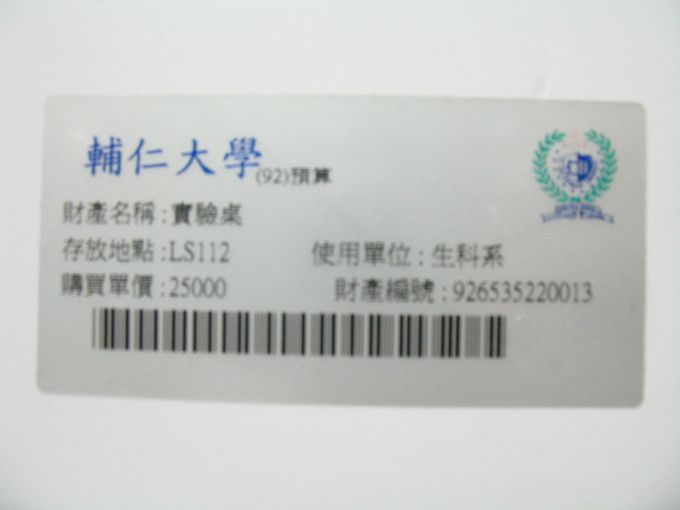 輔仁大學(92)預算
財產名稱:實驗桌
存放地點:LS112 使用單位:生科系
購買單價:25000 財產編號:926535220013